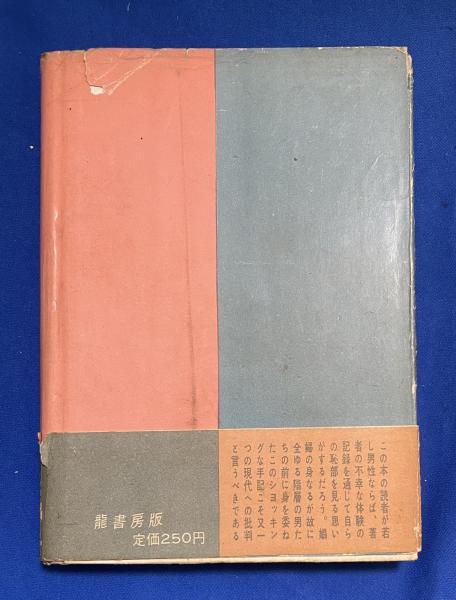 この本の読者が若
し男性ならば、著
者の不幸な体験の
記録を通じて自ら
の恥部を見る思い
がするだろう。娼
婦の身なるが故に
全ゆる階層の男た
ちの前に身を委ね
たこのシヨッキン
グな手記こそ又一
つの現代への批判
と言うべきである
龍書房版
定価250円